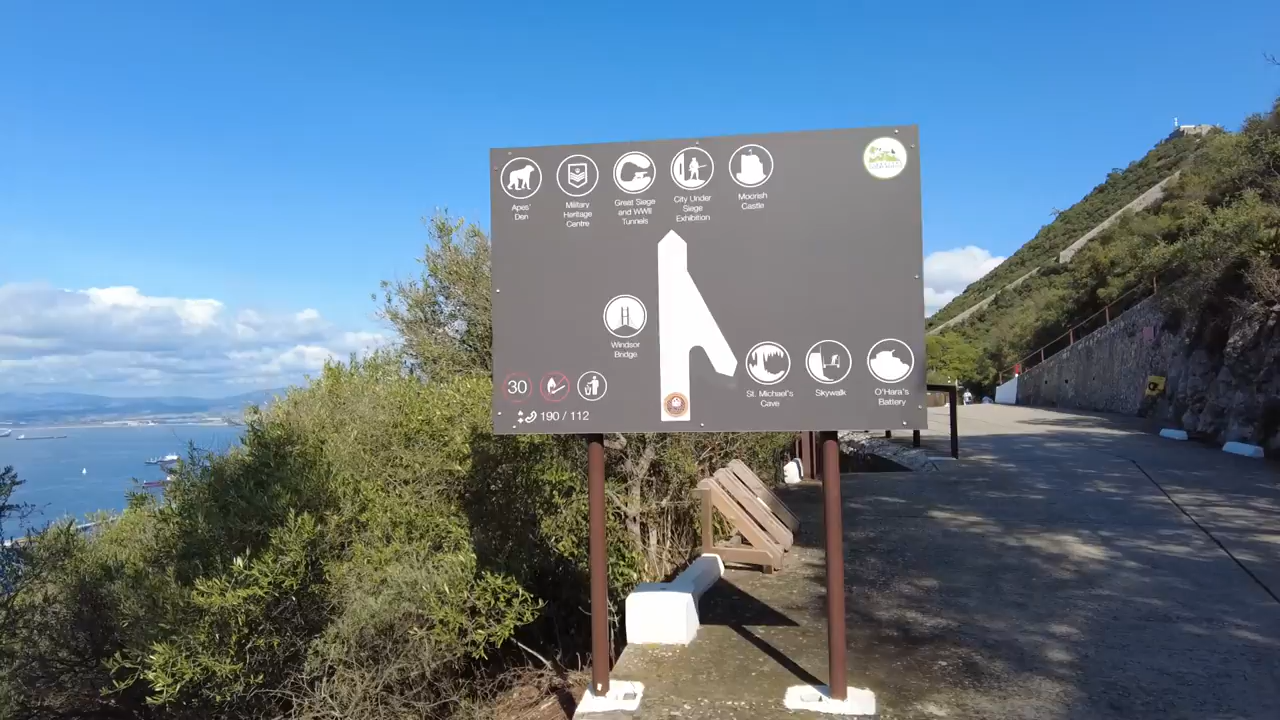 Apes'
Den
Military
Heritage
Centre
Great Siege
and WWII
Tunnels
City Under
Siege
Exhibition
Moorish
Castle
Windsor
Bridge
St. Michael's
Cave
Skywalk
O'Hara's
Battery
30
190 / 112